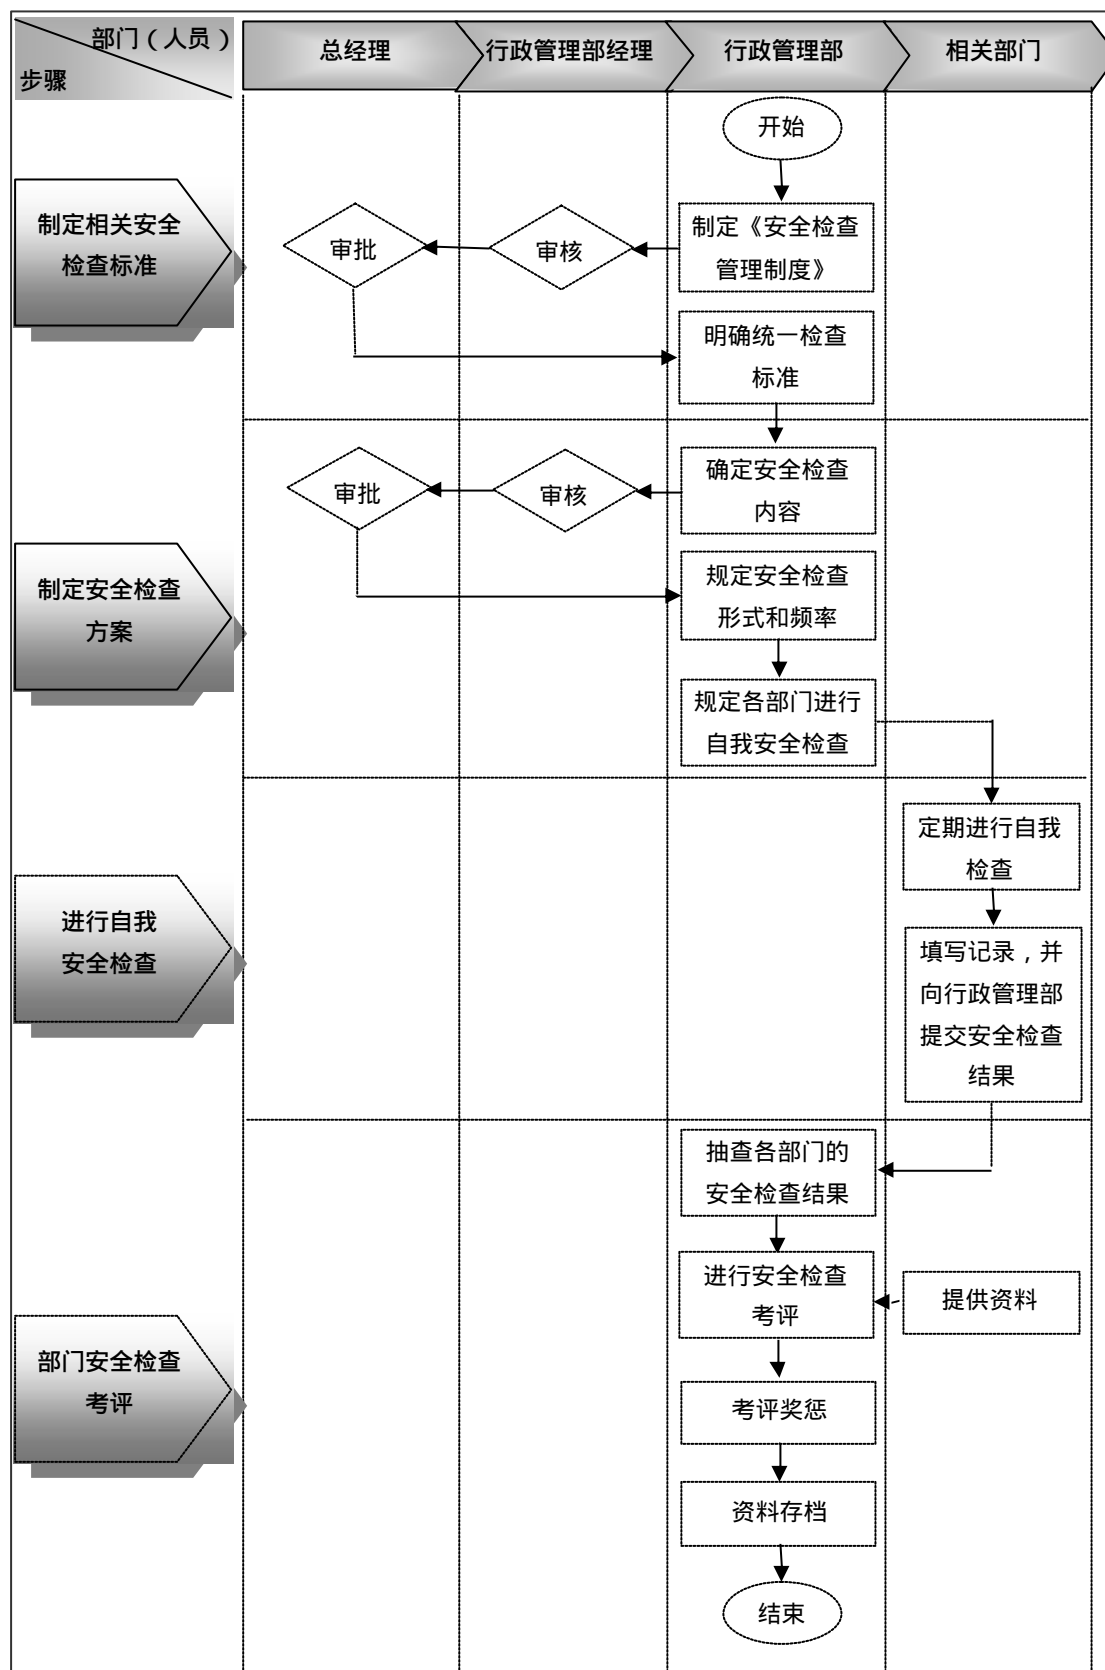 部门（人员）
步骤
总经理
行政管理部经理
行政管理部
相关部门
开始
制定相关安全
检查标准
审批
审核
制定《安全检查
管理制度》
明确统一检查
标准
制定安全检查
方案
审批
审核
确定安全检查
内容
规定安全检查
形式和频率
规定各部门进行
自我安全检查
进行自我
安全检查
定期进行自我
检查
填写记录，并
向行政管理部
提交安全检查
结果
部门安全检查
考评
抽查各部门的
安全检查结果
进行安全检查
考评
提供资料
考评奖惩
资料存档
结束